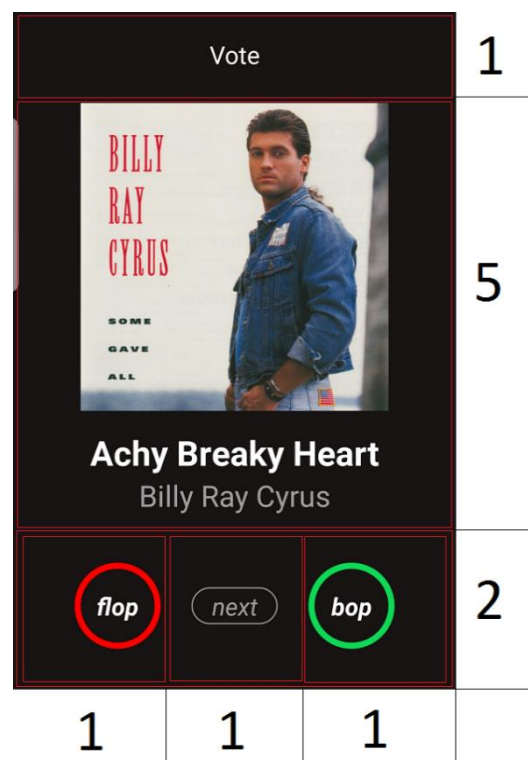 Vote
1
BILLY
RAY
CYRUS
SOME
GAVE
ALL
5
Achy Breaky Heart
Billy Ray Cyrus
flop
next
bop
2
1
1
1